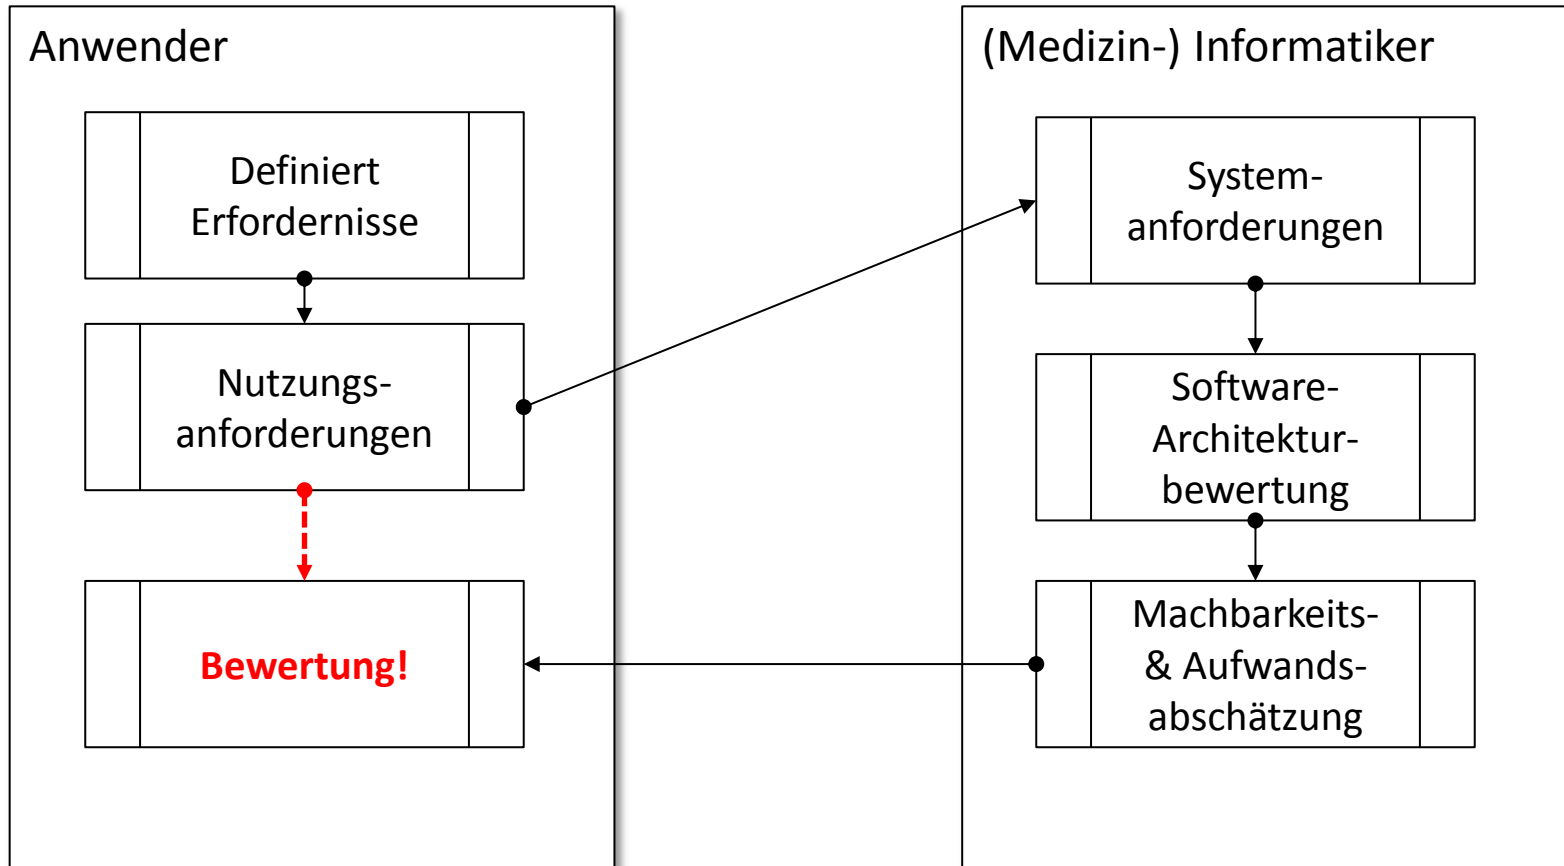 Anwender
Definiert
Erfordernisse
Nutzungs-
anforderungen
Bewertung!
(Medizin-) Informatiker
System-
anforderungen
Software-
Architektur-
bewertung
Machbarkeits-
& Aufwands-
abschätzung